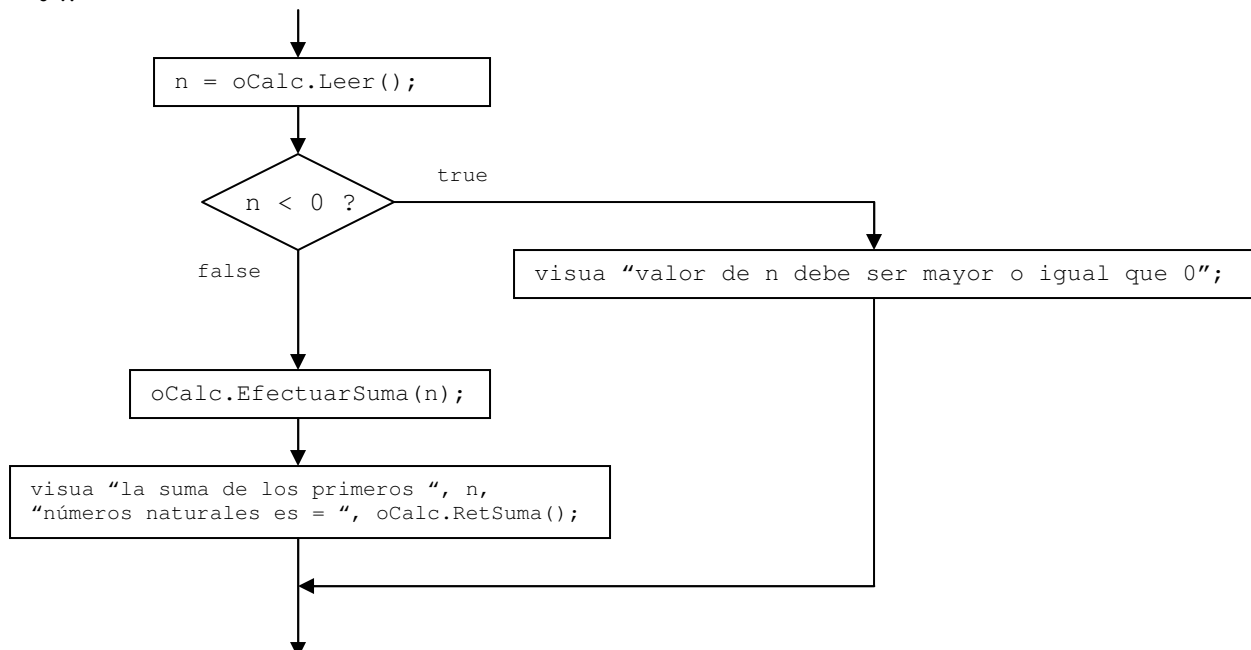 n = oCalc.Leer();
n < 0 ?
true
false
visua “valor de n debe ser mayor o igual que 0”;
oCalc.EfectuarSuma(n);
visua “la suma de los primeros “, n,
“números naturales es = “, oCalc.RetSuma();